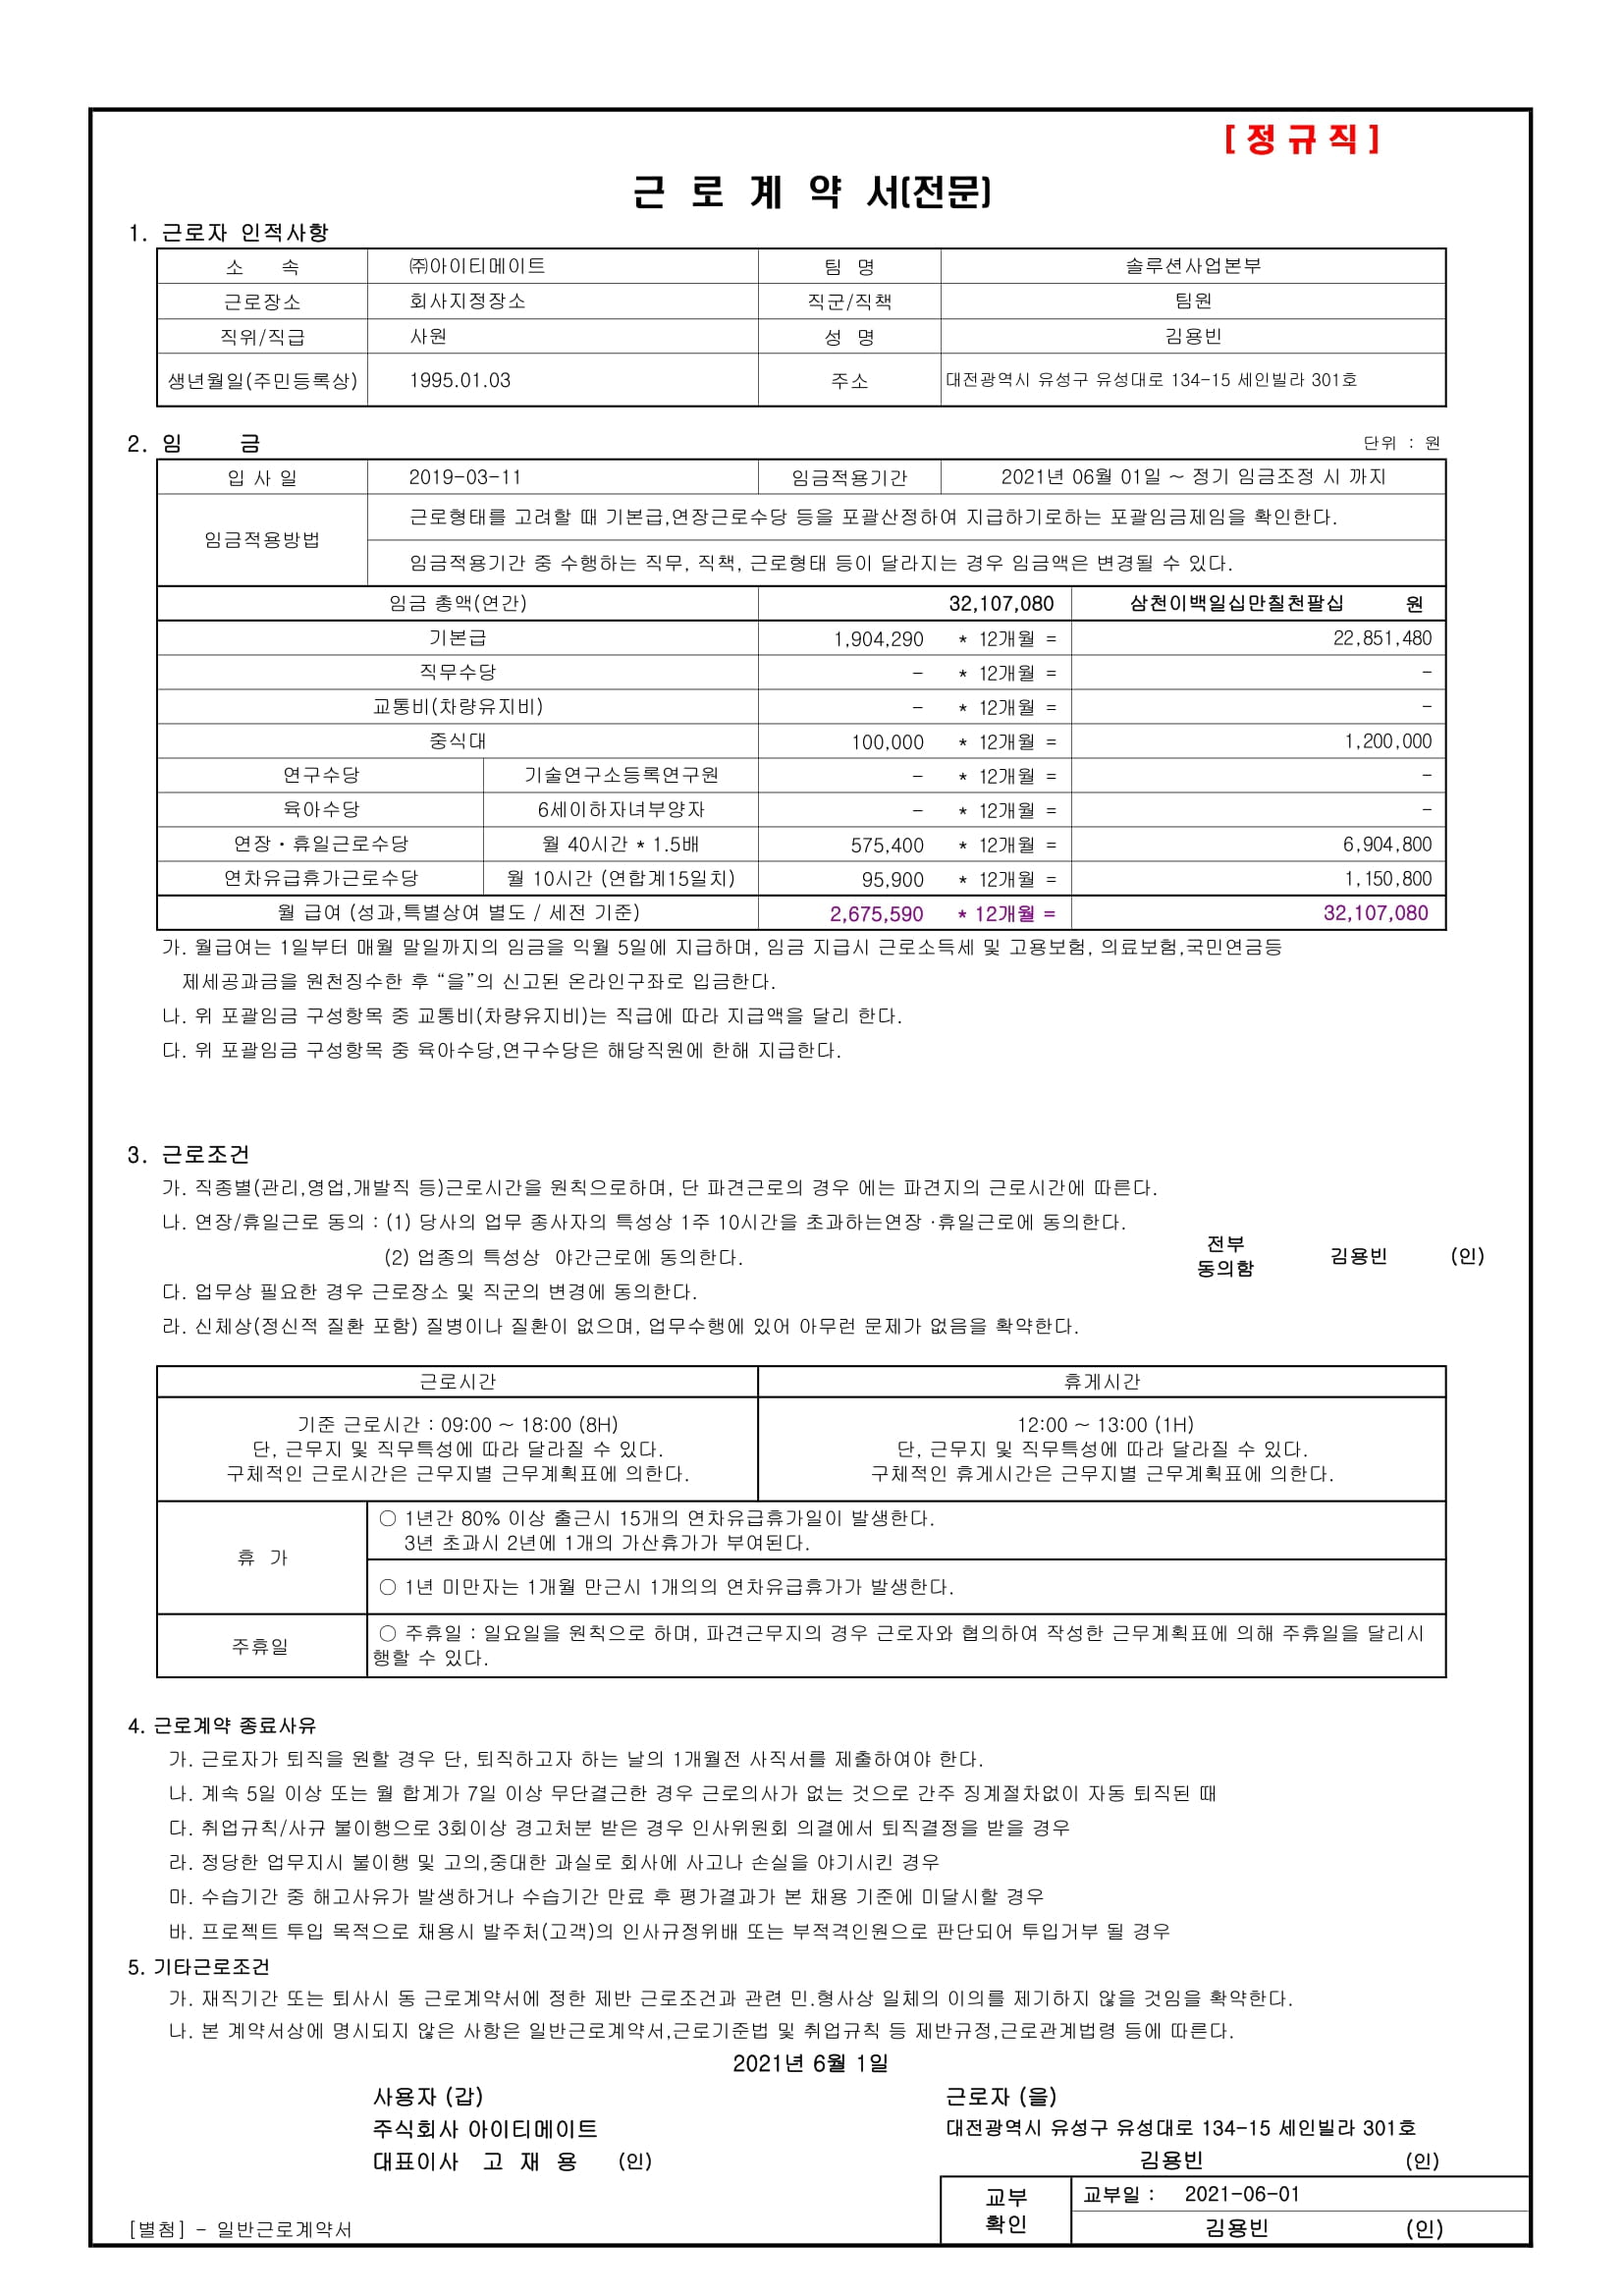 [ 정 규 직 ]
근 로 계 약 서(전문)
1. 근로자 인적사항
소 속 ㈜아이티메이트 팀 명 솔루션사업본부
근로장소 회사지정장소 직군/직책 팀원
직위/직급 사원 성 명 김용빈
생년월일(주민등록상) 1995.01.03 주소 대전광역시 유성구 유성대로 134-15 세인빌라 301호
2. 임 금 단위 : 원
입 사 일 2019-03-11 임금적용기간 2021년 06월 01일 ~ 정기 임금조정 시 까지
임금적용방법 근로형태를 고려할 때 기본급,연장근로수당 등을 포괄산정하여 지급하기로하는 포괄임금제임을 확인한다.
임금적용기간 중 수행하는 직무, 직책, 근로형태 등이 달라지는 경우 임금액은 변경될 수 있다.
임금 총액(연간) 32,107,080 삼천이백일십만칠천팔십 원
기본급 1,904,290 * 12개월 = 22,851,480
직무수당 - * 12개월 = -
교통비(차량유지비) - * 12개월 = -
중식대 100,000 * 12개월 = 1,200,000
연구수당 기술연구소등록연구원 - * 12개월 = -
육아수당 6세이하자녀부양자 - * 12개월 = -
연장·휴일근로수당 월 40시간 * 1.5배 575,400 * 12개월 = 6,904,800
연차유급휴가근로수당 월 10시간 (연합계15일치) 95,900 * 12개월 = 1,150,800
월 급여 (성과,특별상여 별도 / 세전 기준) 2,675,590 * 12개월 = 32,107,080
가. 월급여는 1일부터 매월 말일까지의 임금을 익월 5일에 지급하며, 임금 지급시 근로소득세 및 고용보험, 의료보험,국민연금등
제세공과금을 원천징수한 후 “을”의 신고된 온라인구좌로 입금한다.
나. 위 포괄임금 구성항목 중 교통비(차량유지비)는 직급에 따라 지급액을 달리 한다.
다. 위 포괄임금 구성항목 중 육아수당,연구수당은 해당직원에 한해 지급한다.
3. 근로조건
가. 직종별(관리,영업,개발직 등)근로시간을 원칙으로하며, 단 파견근로의 경우 에는 파견지의 근로시간에 따른다.
나. 연장/휴일근로 동의 : (1) 당사의 업무 종사자의 특성상 1주 10시간을 초과하는연장 ·휴일근로에 동의한다.
(2) 업종의 특성상 야간근로에 동의한다.
전부
동의함 김용빈 (인)
다. 업무상 필요한 경우 근로장소 및 직군의 변경에 동의한다.
라. 신체상(정신적 질환 포함) 질병이나 질환이 없으며, 업무수행에 있어 아무런 문제가 없음을 확약한다.
근로시간 휴게시간
기준 근로시간 : 09:00 ~ 18:00 (8H) 12:00 ~ 13:00 (1H)
단, 근무지 및 직무특성에 따라 달라질 수 있다. 단, 근무지 및 직무특성에 따라 달라질 수 있다.
구체적인 근로시간은 근무지별 근무계획표에 의한다. 구체적인 휴게시간은 근무지별 근무계획표에 의한다.
휴 가 ○ 1년간 80% 이상 출근시 15개의 연차유급휴가일이 발생한다.
3년 초과시 2년에 1개의 가산휴가가 부여된다.
○ 1년 미만자는 1개월 만근시 1개의의 연차유급휴가가 발생한다.
주휴일 ○ 주휴일 : 일요일을 원칙으로 하며, 파견근무지의 경우 근로자와 협의하여 작성한 근무계획표에 의해 주휴일을 달리시
행할 수 있다.
4. 근로계약 종료사유
가. 근로자가 퇴직을 원할 경우 단, 퇴직하고자 하는 날의 1개월전 사직서를 제출하여야 한다.
나. 계속 5일 이상 또는 월 합계가 7일 이상 무단결근한 경우 근로의사가 없는 것으로 간주 징계절차없이 자동 퇴직된 때
다. 취업규칙/사규 불이행으로 3회이상 경고처분 받은 경우 인사위원회 의결에서 퇴직결정을 받을 경우
라. 정당한 업무지시 불이행 및 고의,중대한 과실로 회사에 사고나 손실을 야기시킨 경우
마. 수습기간 중 해고사유가 발생하거나 수습기간 만료 후 평가결과가 본 채용 기준에 미달시할 경우
바. 프로젝트 투입 목적으로 채용시 발주처(고객)의 인사규정위배 또는 부적격인원으로 판단되어 투입거부 될 경우
5. 기타근로조건
가. 재직기간 또는 퇴사시 동 근로계약서에 정한 제반 근로조건과 관련 민.형사상 일체의 이의를 제기하지 않을 것임을 확약한다.
나. 본 계약서상에 명시되지 않은 사항은 일반근로계약서,근로기준법 및 취업규칙 등 제반규정,근로관계법령 등에 따른다.
2021년 6월 1일
사용자 (갑) 근로자 (을)
주식회사 아이티메이트 대전광역시 유성구 유성대로 134-15 세인빌라 301호
대표이사 고 재 용 (인) 김용빈 (인)
교부 교부일 : 2021-06-01
확인 김용빈 (인)
[별첨] - 일반근로계약서